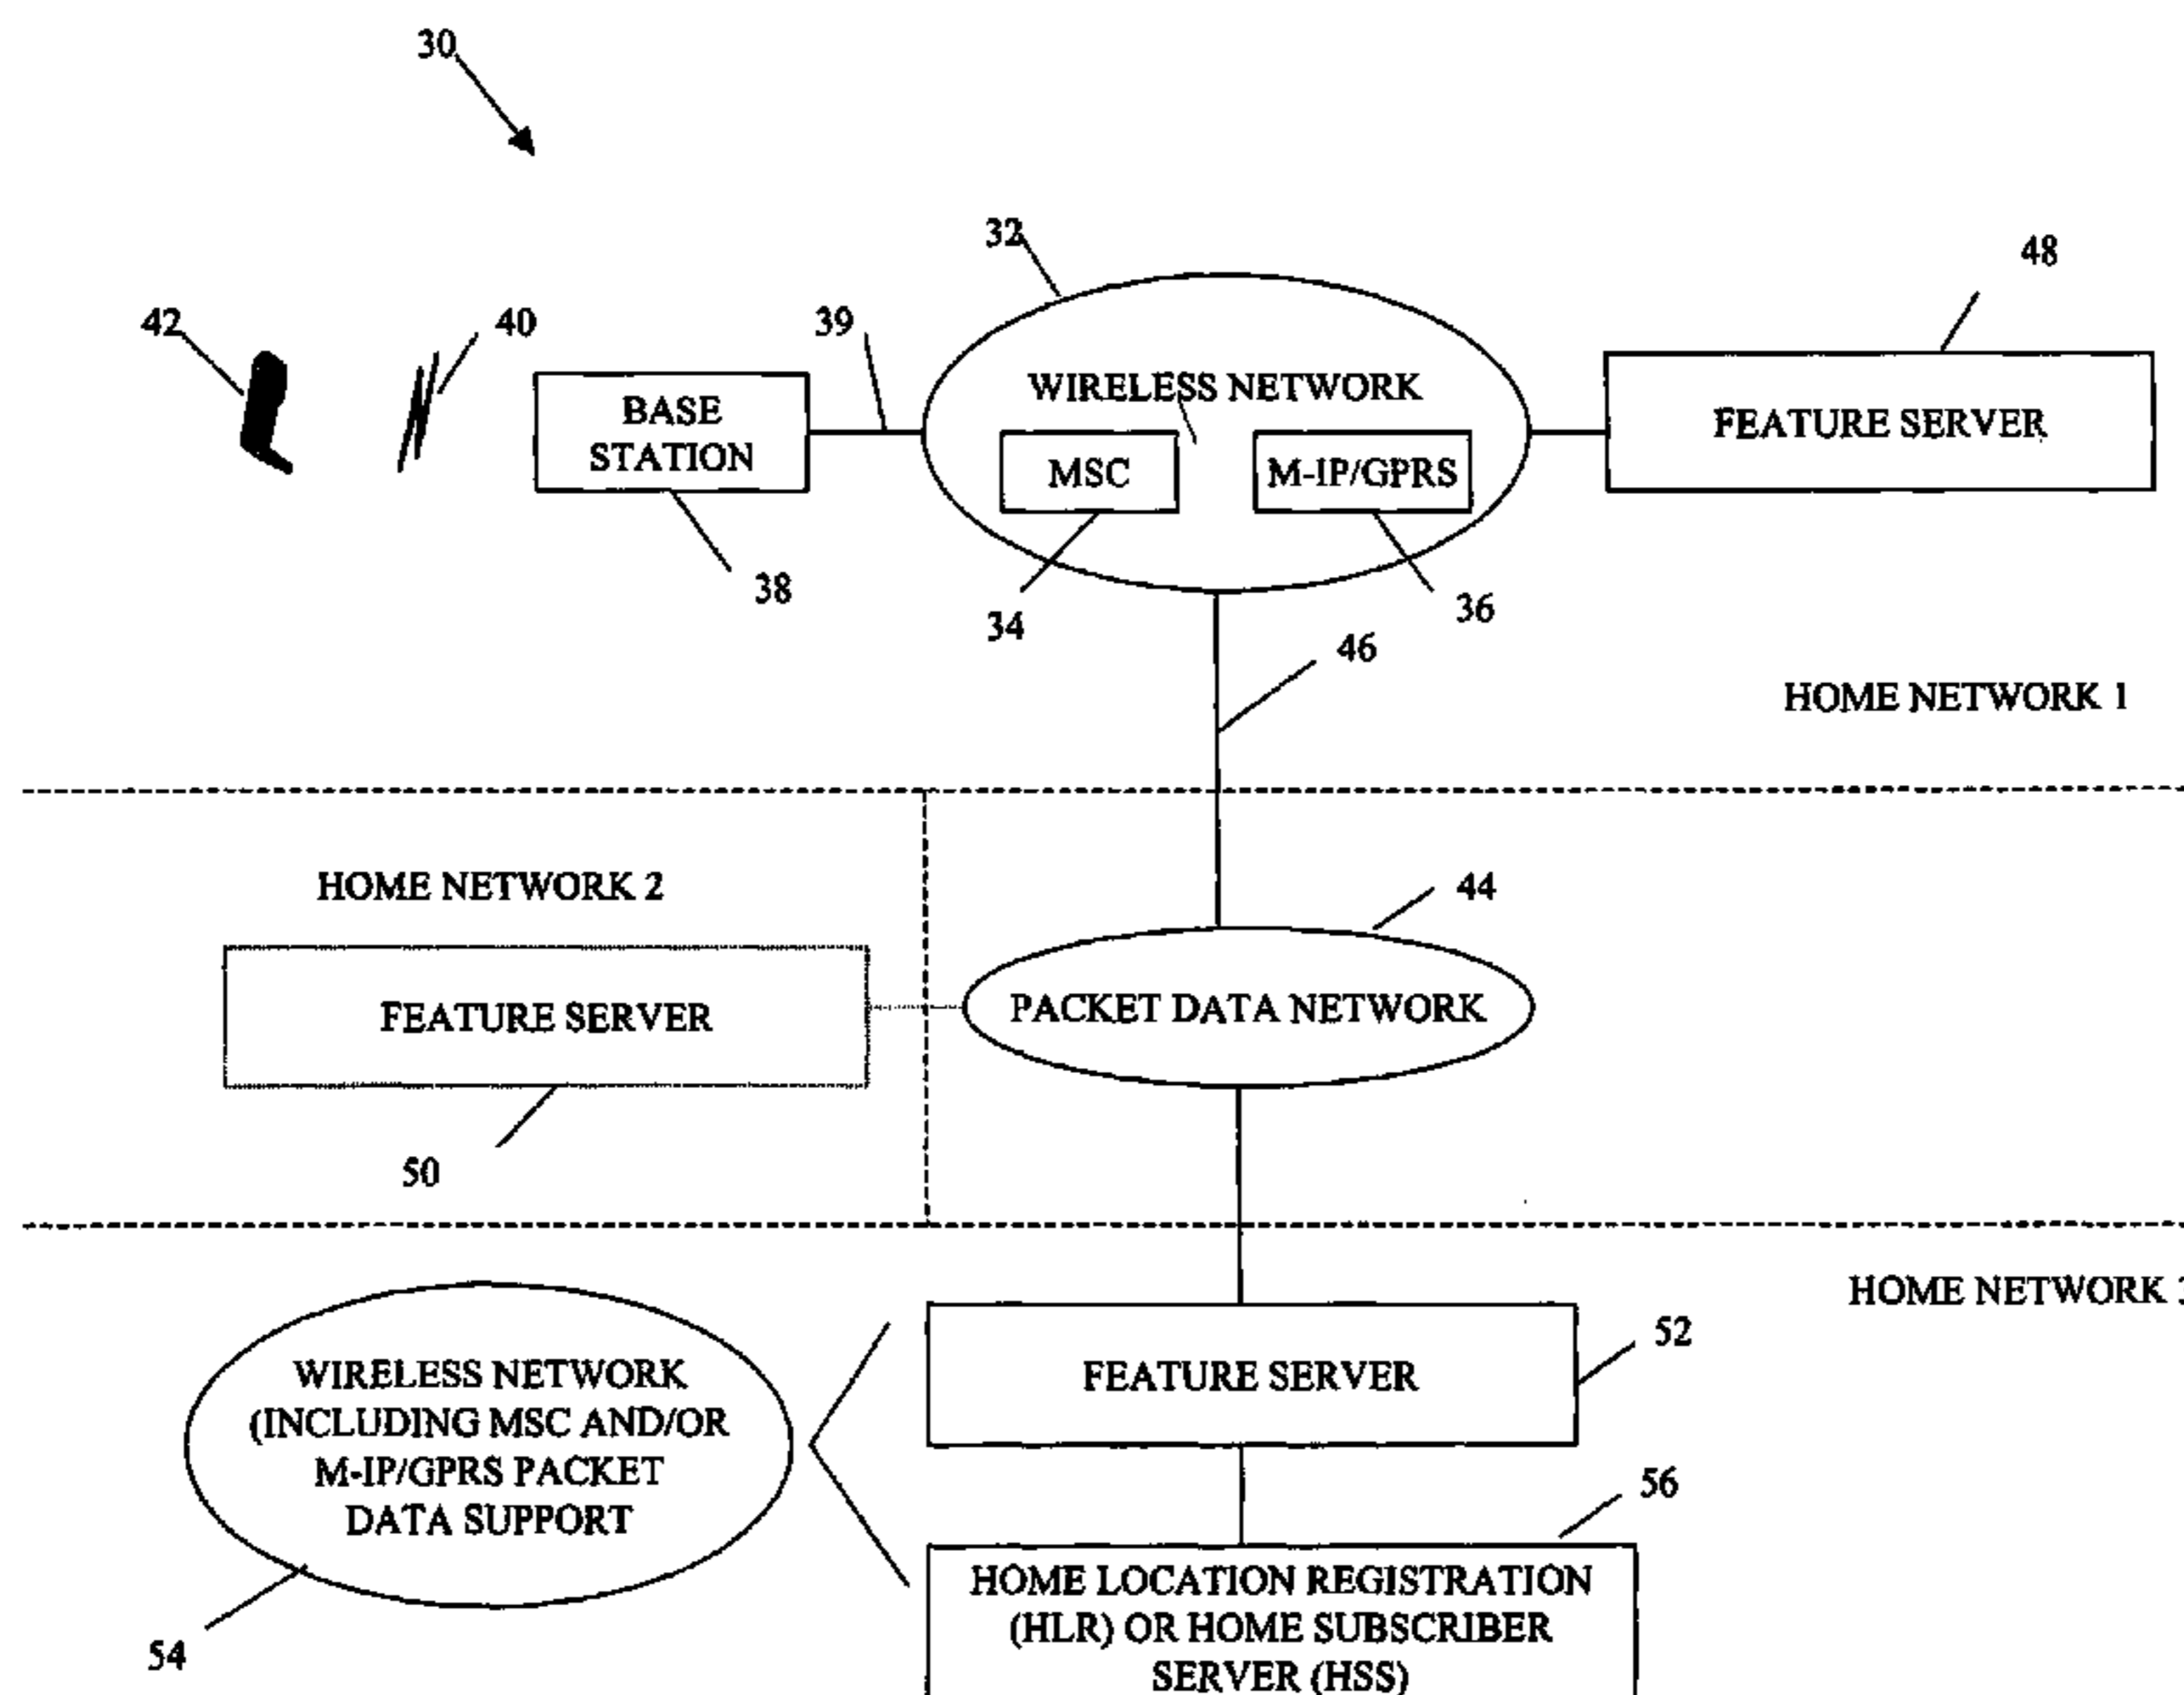 30
32
48
42
40
39
WIRELESS NETWORK
BASE
STATION
FEATURE SERVER
MSC
M-IP/GPRS
38
34
36
46
HOME NETWORK 1
HOME NETWORK 2
44
FEATURE SERVER
PACKET DATA NETWORK
50
HOME NETWORK 3
52
WIRELESS NETWORK
(INCLUDING MSC AND/OR
M-IP/GPRS PACKET
DATA SUPPORT
FEATURE SERVER
56
HOME LOCATION REGISTRATION
(HLR) OR HOME SUBSCRIBER
SERVER (HSS)
54